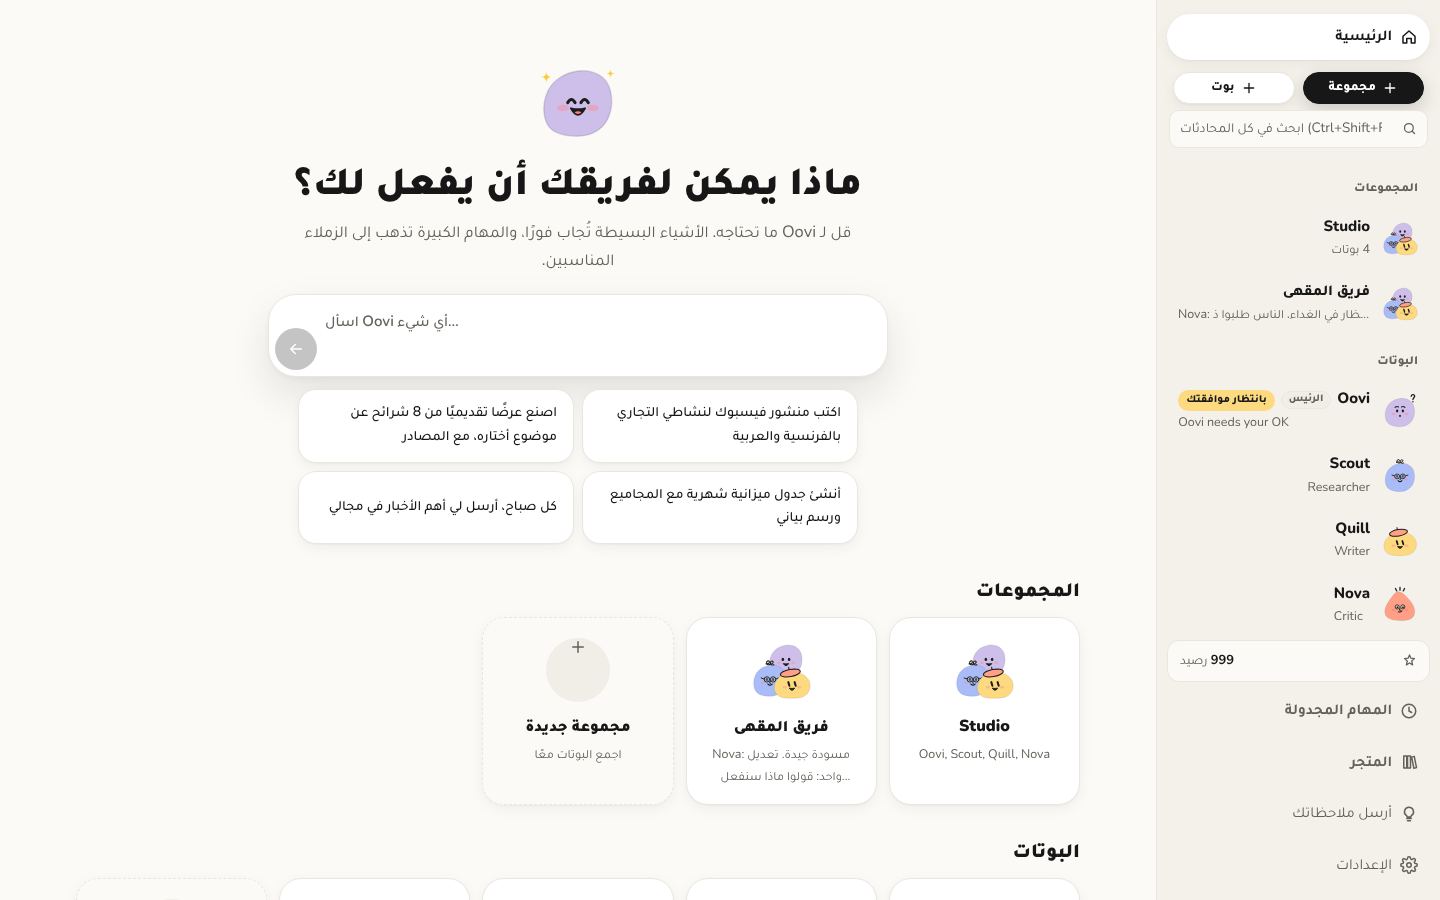 الرئيسية
مجموعة
بوت
ابحث في كل المحادثات (Ctrl+Shift+F
المجموعات
Studio
4 بوتات
فريق المقهى
Nova: ...ظار في الغداء. الناس طلبوا ذ
البوتات
Oovi الرئيس بانتظار موافقتك
Oovi needs your OK
Scout
Researcher
Quill
Writer
Nova
Critic
999 رصيد
المهام المجدولة
المتجر
أرسل ملاحظاتك
الإعدادات
ماذا يمكن لفريقك أن يفعل لك؟
قل لـ Oovi ما تحتاجه. الأشياء البسيطة تُجاب فورًا، والمهام الكبيرة تذهب إلى الزملاء
المناسبين.
اسأل Oovi أي شيء...
اكتب منشور فيسبوك لنشاطي التجاري
بالفرنسية والعربية
اصنع عرضًا تقديميًا من 8 شرائح عن
موضوع أختاره، مع المصادر
أنشئ جدول ميزانية شهرية مع المجاميع
ورسم بياني
كل صباح، أرسل لي أهم الأخبار في مجالي
المجموعات
Studio
Oovi, Scout, Quill, Nova
فريق المقهى
Nova: مسودة جيدة. تعديل
واحد: قولوا ماذا سنفعل...
مجموعة جديدة
اجمع البوتات معًا
البوتات